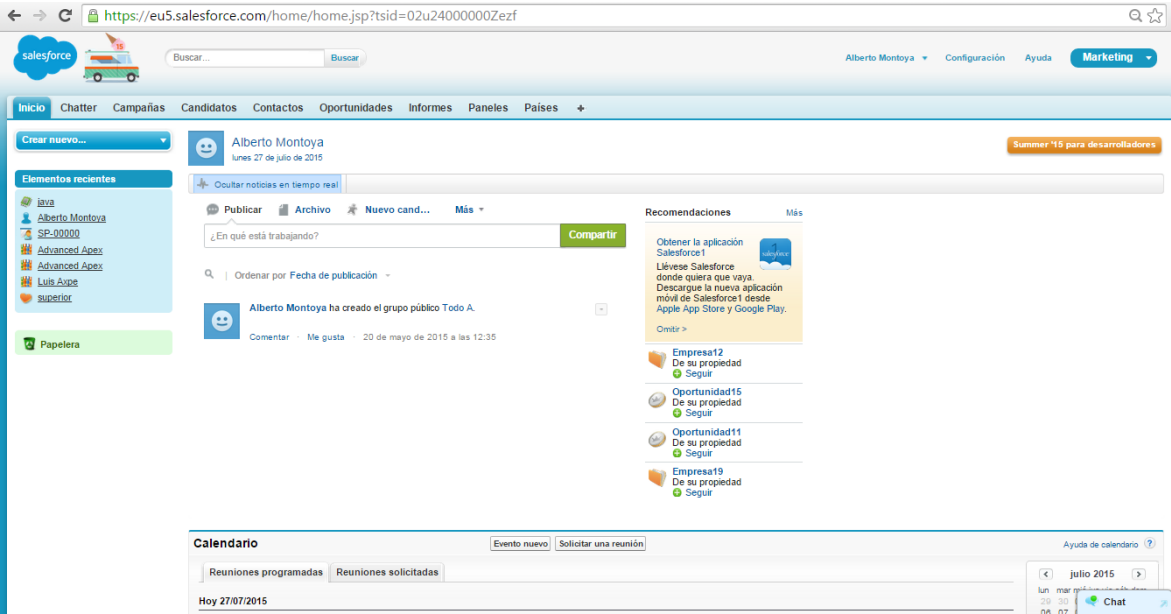 https://eu5.salesforce.com/home/home.jsp?tsid=02u24000000Zezf
salesforce
15
Buscar...
Buscar
Alberto Montoya
Configuración
Ayuda
Marketing
Inicio Chatter Campañas Candidatos Contactos Oportunidades Informes Paneles Países +
Crear nuevo...
Elementos recientes
java
Alberto Montoya
SP-00000
Advanced Apex
Advanced Apex
Luis Axpe
superior
Papelera
Alberto Montoya
lunes 27 de julio de 2015
Summer '15 para desarrolladores
Ocultar noticias en tiempo real
Publicar Archivo Nuevo cand... Más
¿En qué está trabajando?
Compartir
Ordenar por Fecha de publicación
Alberto Montoya ha creado el grupo público Todo A.
Comentar · Me gusta · 20 de mayo de 2015 a las 12:35
Recomendaciones Más
Obtener la aplicación
Salesforce1
salesforce
Llévese Salesforce
donde quiera que vaya.
Descargue la nueva aplicación
móvil de Salesforce1 desde
Apple App Store y Google Play.
Omitir >
Empresa12
De su propiedad
Seguir
Oportunidad15
De su propiedad
Seguir
Oportunidad11
De su propiedad
Seguir
Empresa19
De su propiedad
Seguir
Calendario
Evento nuevo
Solicitar una reunión
Ayuda de calendario ?
Reuniones programadas Reuniones solicitadas
Hoy 27/07/2015
julio 2015
lun mar
29 30
06 07
Chat